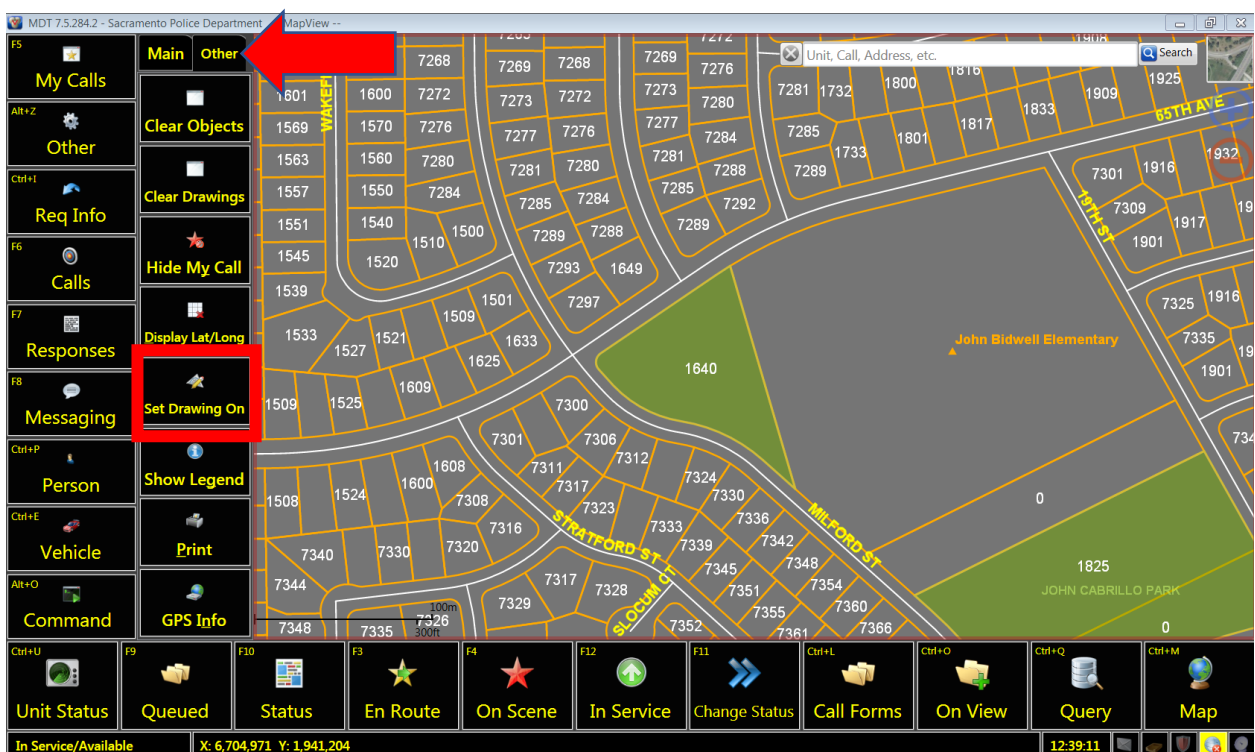 MDT 7.5.284.2 - Sacramento Police Department MapView --
F5
My Calls
Alt+Z
Other
Ctrl+I
Req Info
F6
Calls
F7
Responses
F8
Messaging
Ctrl+P
Person
Ctrl+E
Vehicle
Alt+O
Command
Main Other
Clear Objects
Clear Drawings
Hide My Call
Display Lat/Long
Set Drawing On
Show Legend
Print
GPS Info
Unit, Call, Address, etc. Search
7268 7269 7268 7269 7276 7281 1732 1800 1816 1925
1601 1600 7272 7273 7272 7273 7280 1833 1909
1569 1570 7276 7277 7276 7277 7284 7285 1801 1817
65TH AVE
1563 1560 7280 7281 7280 7281 7288 7289 1733 7301 1916 1932
1557 1550 7284 7285 7284 7285 7292 7309 1917
19TH ST
1551 1540 1510 1500 7289 7288 7289 1901
1545 1520 7293 1649
1539 1501 7297 7325 1916
1533 1527 1521 1509 1633 7335
1625 1640 John Bidwell Elementary 1901
1509 1525 1609 7300
7301 7306
1508 1524 1600 1608 7311 7312 7324
7308 7317 7330 0
7316 7323 7336
STRATFORD ST
MILFORD ST
7340 7330 7320 7333 7339 7342
7344 7317 7328 7345 7348 1825
JOHN CABRILLO PARK
7329 SLOCUM CT 7351 7354
7348 7335 7326 7352 7355 7360 0
7361 7366
100m
300ft
Ctrl+U
Unit Status
F9
Queued
F10
Status
F3
En Route
F4
On Scene
F12
In Service
F11
Change Status
Ctrl+L
Call Forms
Ctrl+O
On View
Ctrl+Q
Query
Ctrl+M
Map
In Service/Available X: 6,704,971 Y: 1,941,204 12:39:11